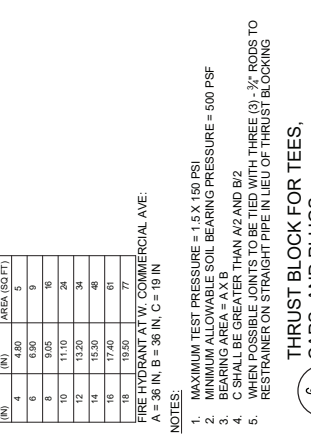 (IN) (IN) AREA (SQ FT)
4 4.80 5
6 6.90 9
8 9.05 16
10 11.10 24
12 13.20 34
14 15.30 48
16 17.40 61
18 19.50 77
FIRE HYDRANT AT W. COMMERCIAL AVE:
A = 36 IN, B = 36 IN, C = 19 IN
NOTES:
1. MAXIMUM TEST PRESSURE = 1.5 X 150 PSI
2. MINIMUM ALLOWABLE SOIL BEARING PRESSURE = 500 PSF
3. BEARING AREA = A X B
4. C SHALL BE GREATER THAN A/2 AND B/2
5. WHEN POSSIBLE JOINTS TO BE TIED WITH THREE (3) - ¾" RODS TO
RESTRAINER ON STRAIGHT PIPE IN LIEU OF THRUST BLOCKING
THRUST BLOCK FOR TEES,
6 CAPS, AND PLUGS